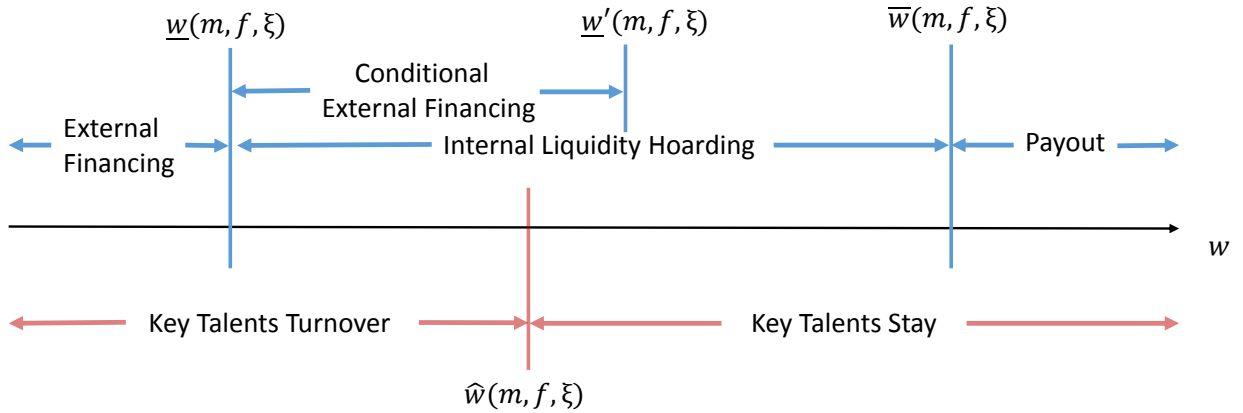 w̲(m, f, ξ)
w̲′(m, f, ξ)
w̅(m, f, ξ)
Conditional
External Financing
External
Financing
Internal Liquidity Hoarding
Payout
w
Key Talents Turnover
Key Talents Stay
ŵ(m, f, ξ)